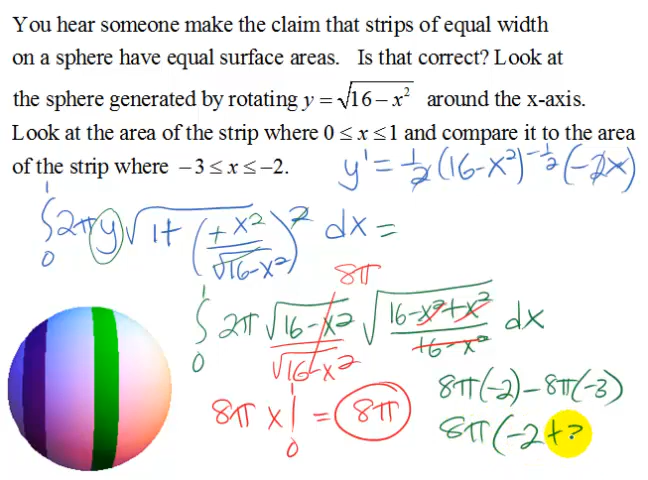 You hear someone make the claim that strips of equal width
on a sphere have equal surface areas. Is that correct? Look at
the sphere generated by rotating y = √(16 − x²) around the x-axis.
Look at the area of the strip where 0 ≤ x ≤ 1 and compare it to the area
of the strip where −3 ≤ x ≤ −2.
y' = ½(16−x²)^(−½)(−2x)
∫₀¹ 2πy √(1+(+x²/√(16−x²))²) dx =
8π
∫₀¹ 2π √(16−x²) √((16−x²+x²)/(16−x²)) dx
√(16−x²)
8π x |₀¹ = 8π
8π(−2) − 8π(−3)
8π(−2+?